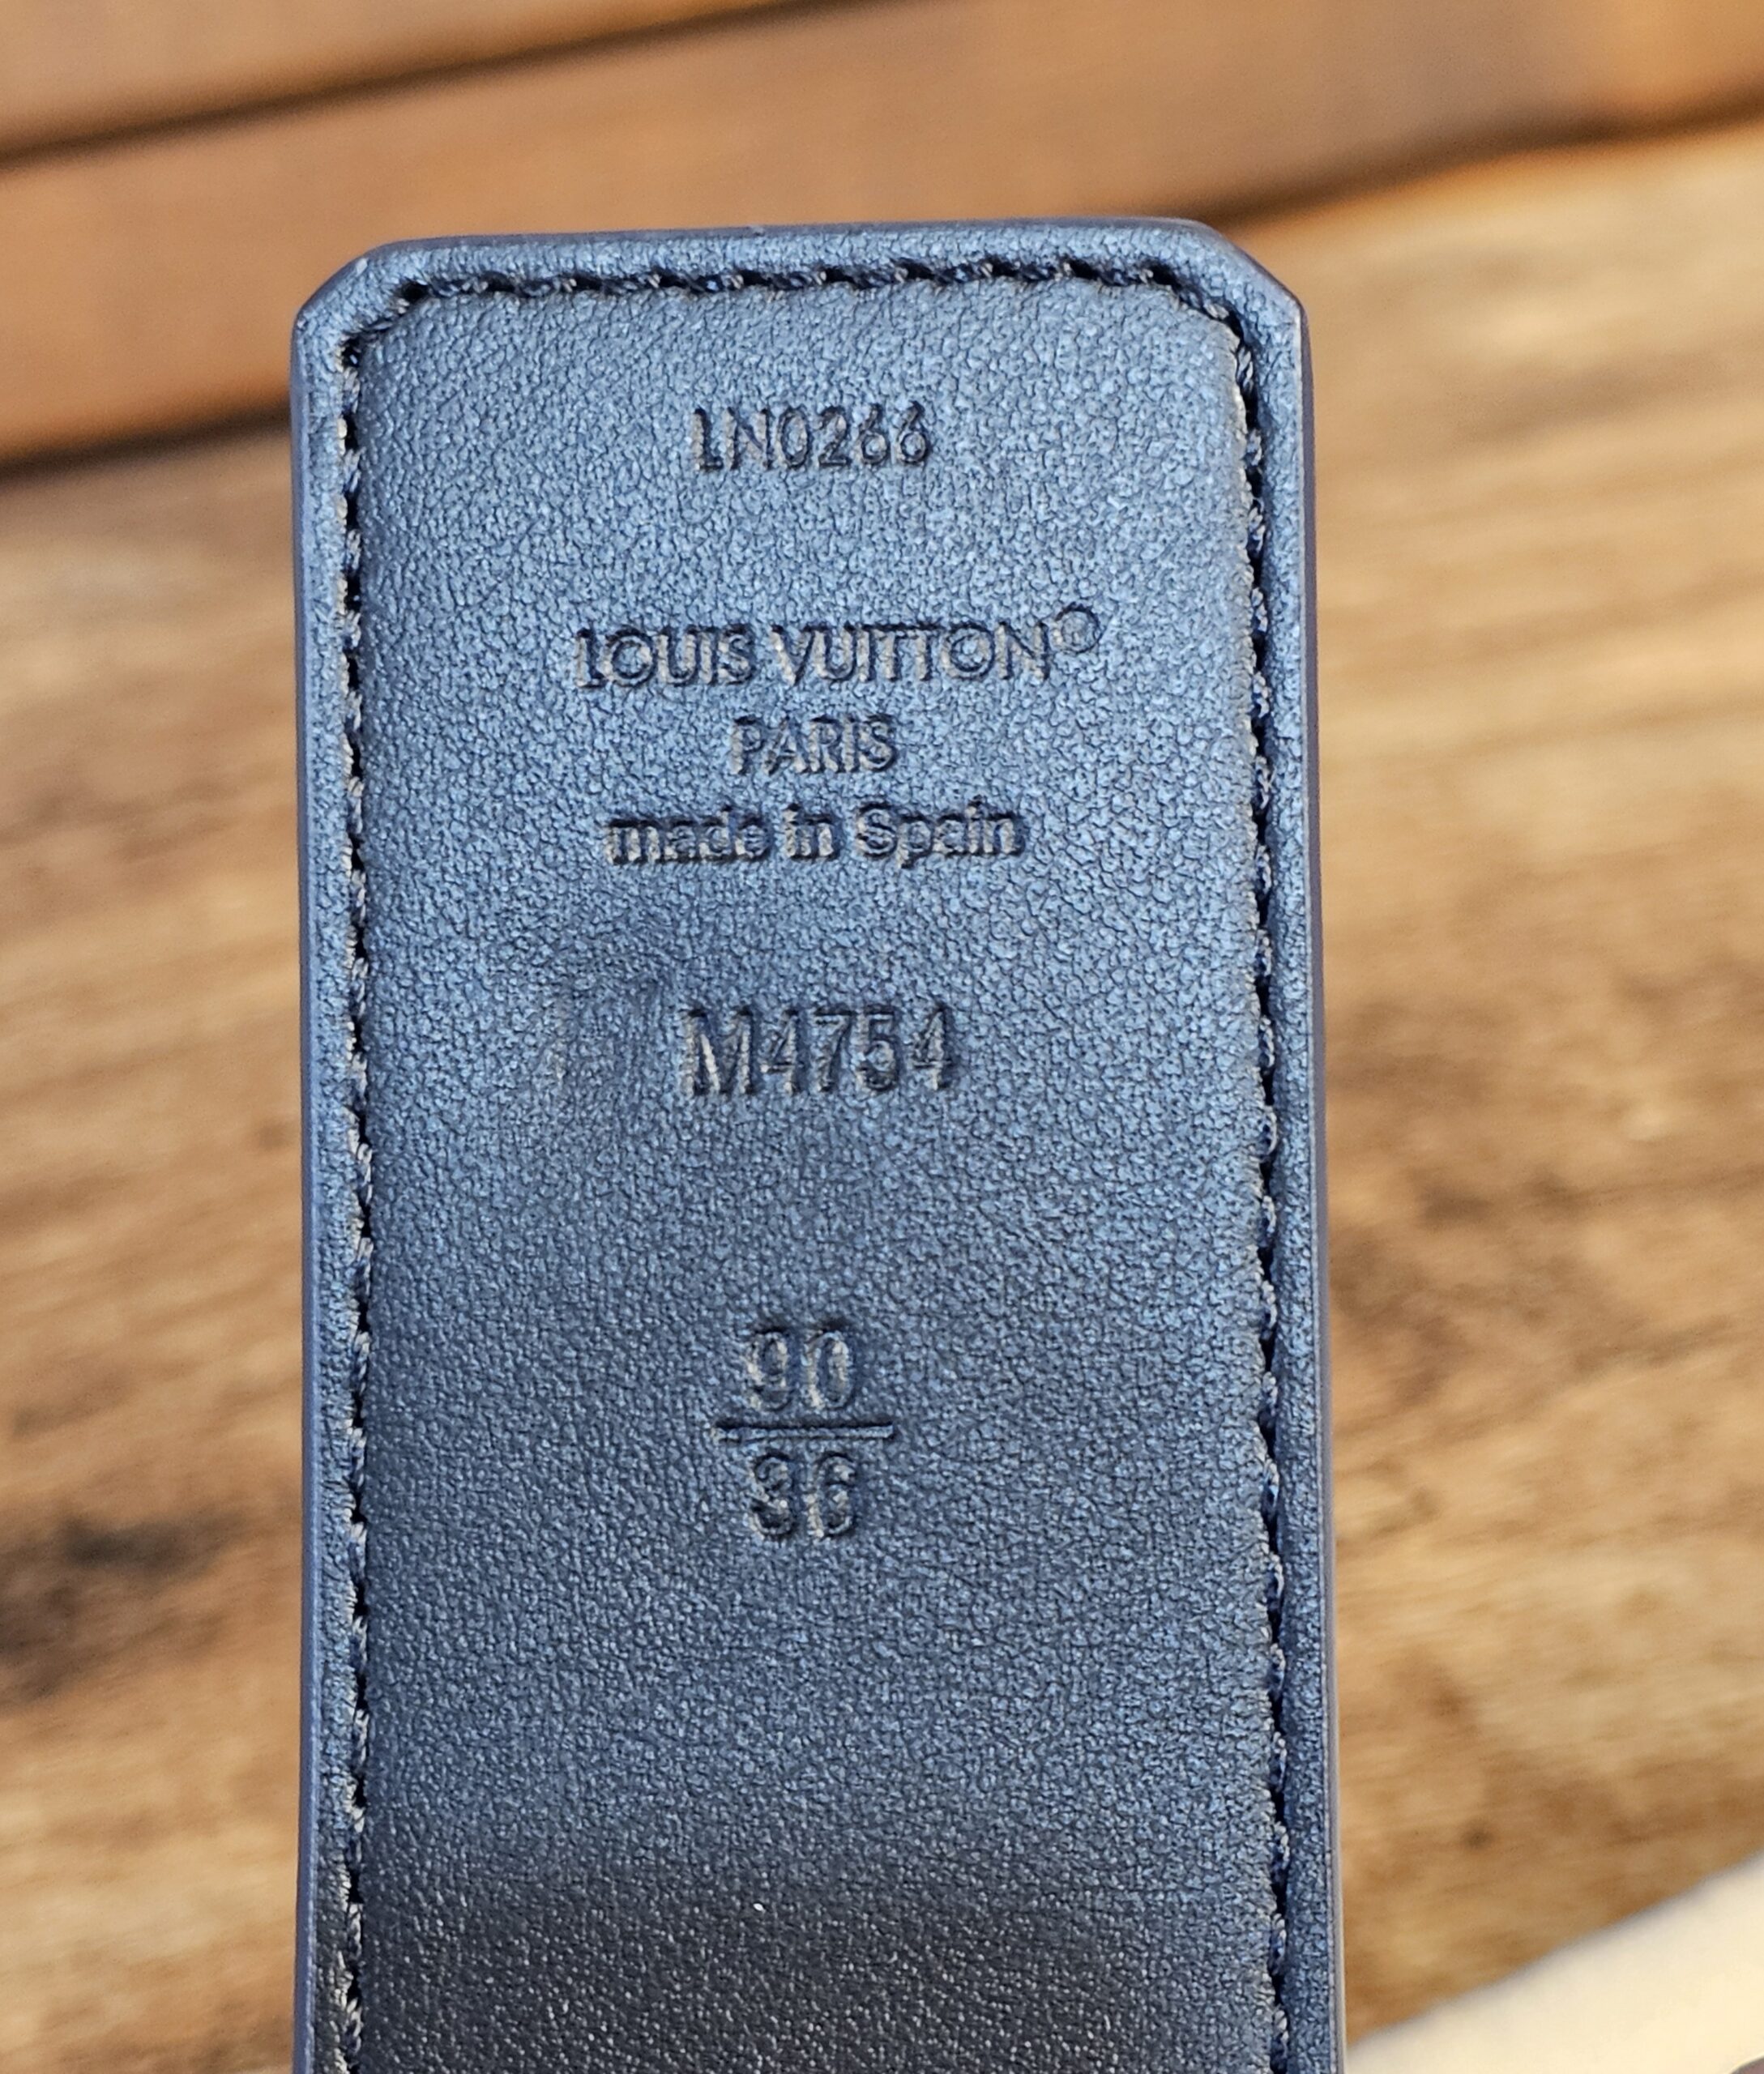 LN0266
LOUIS VUITTON®
PARIS
made in Spain
M4754
90
36